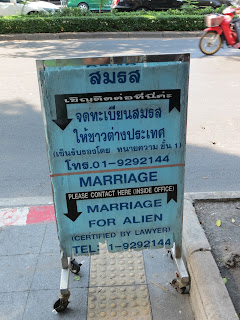 สมรส
เชิญติดต่อที่นี่ค่ะ
จดทะเบียนสมรส
ให้ชาวต่างประเทศ
(เซ็นรับรองโดย ทนายความ ชั้น 1)
โทร.01-9292144
MARRIAGE
PLEASE CONTACT HERE (INSIDE OFFICE)
MARRIAGE
FOR ALIEN
(CERTIFIED BY LAWYER)
TEL. 1-9292144